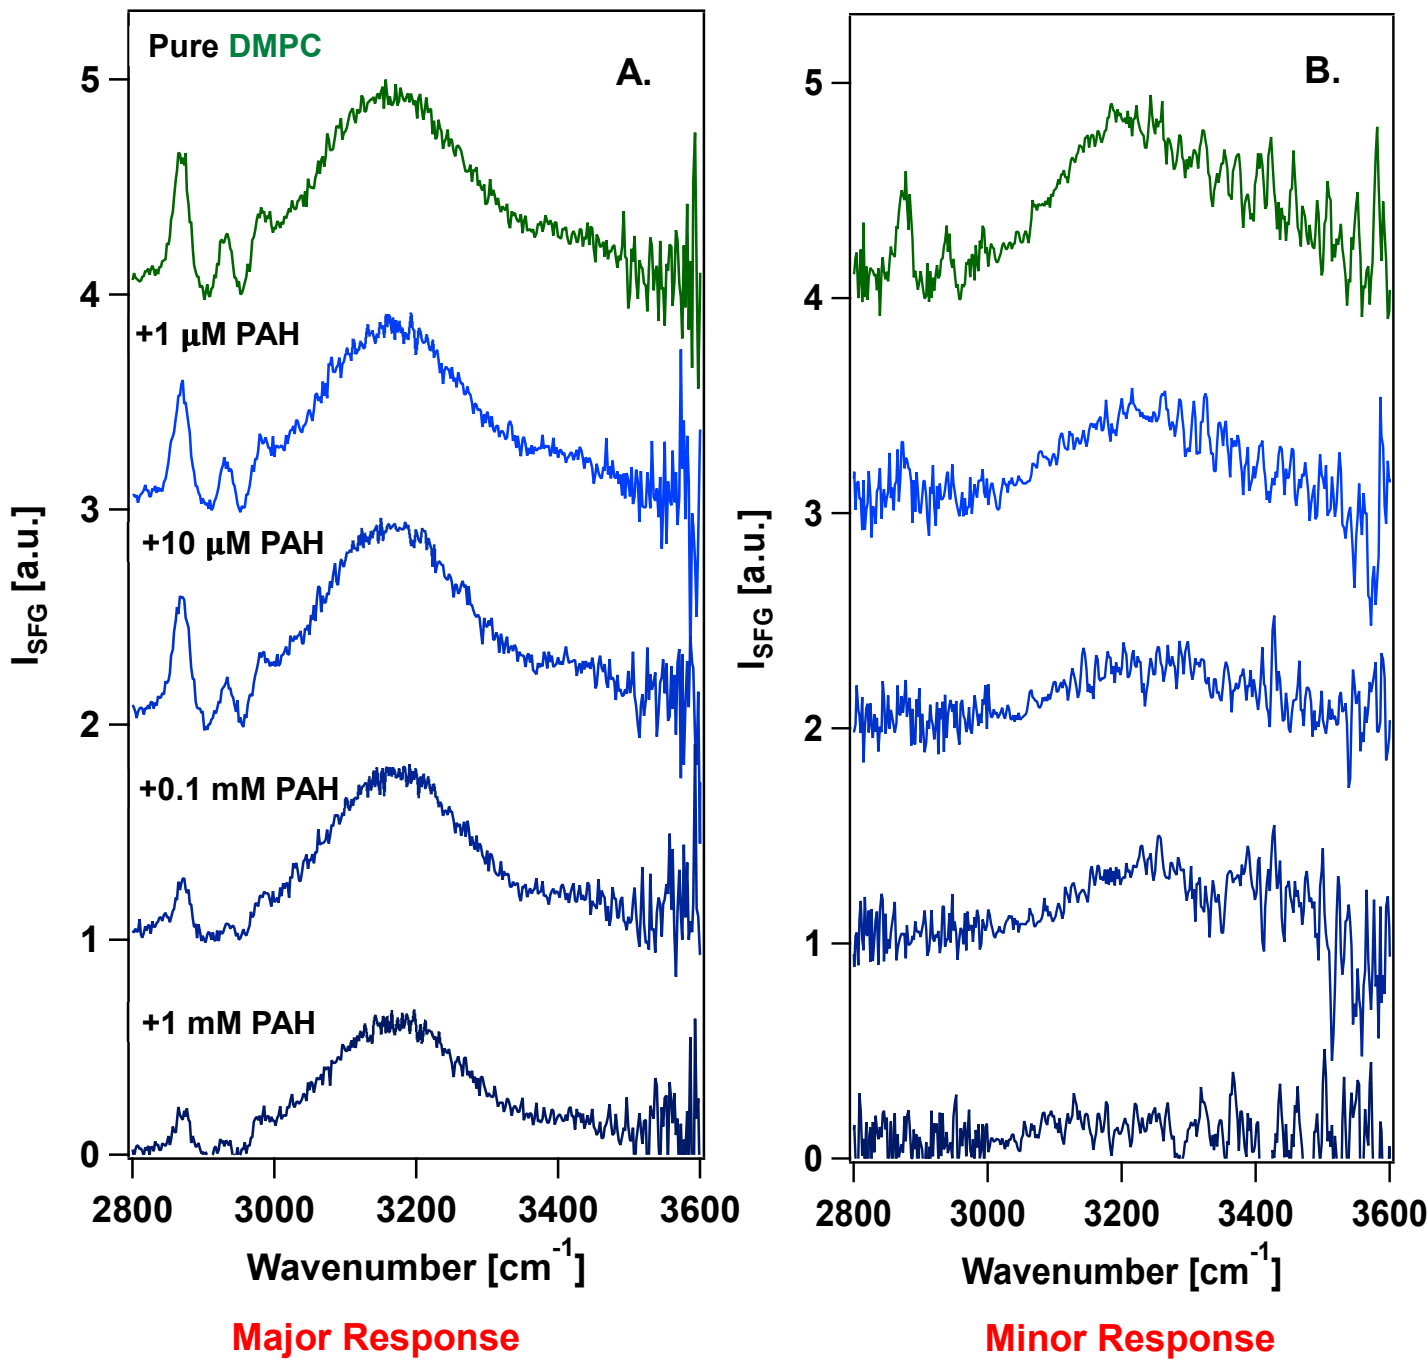 Pure DMPC
A.
5
4
+1 μM PAH
3
+10 μM PAH
2
+0.1 mM PAH
1
+1 mM PAH
0
I_SFG [a.u.]
2800 3000 3200 3400 3600
Wavenumber [cm⁻¹]
Major Response
B.
5
4
3
2
1
0
I_SFG [a.u.]
2800 3000 3200 3400 3600
Wavenumber [cm⁻¹]
Minor Response